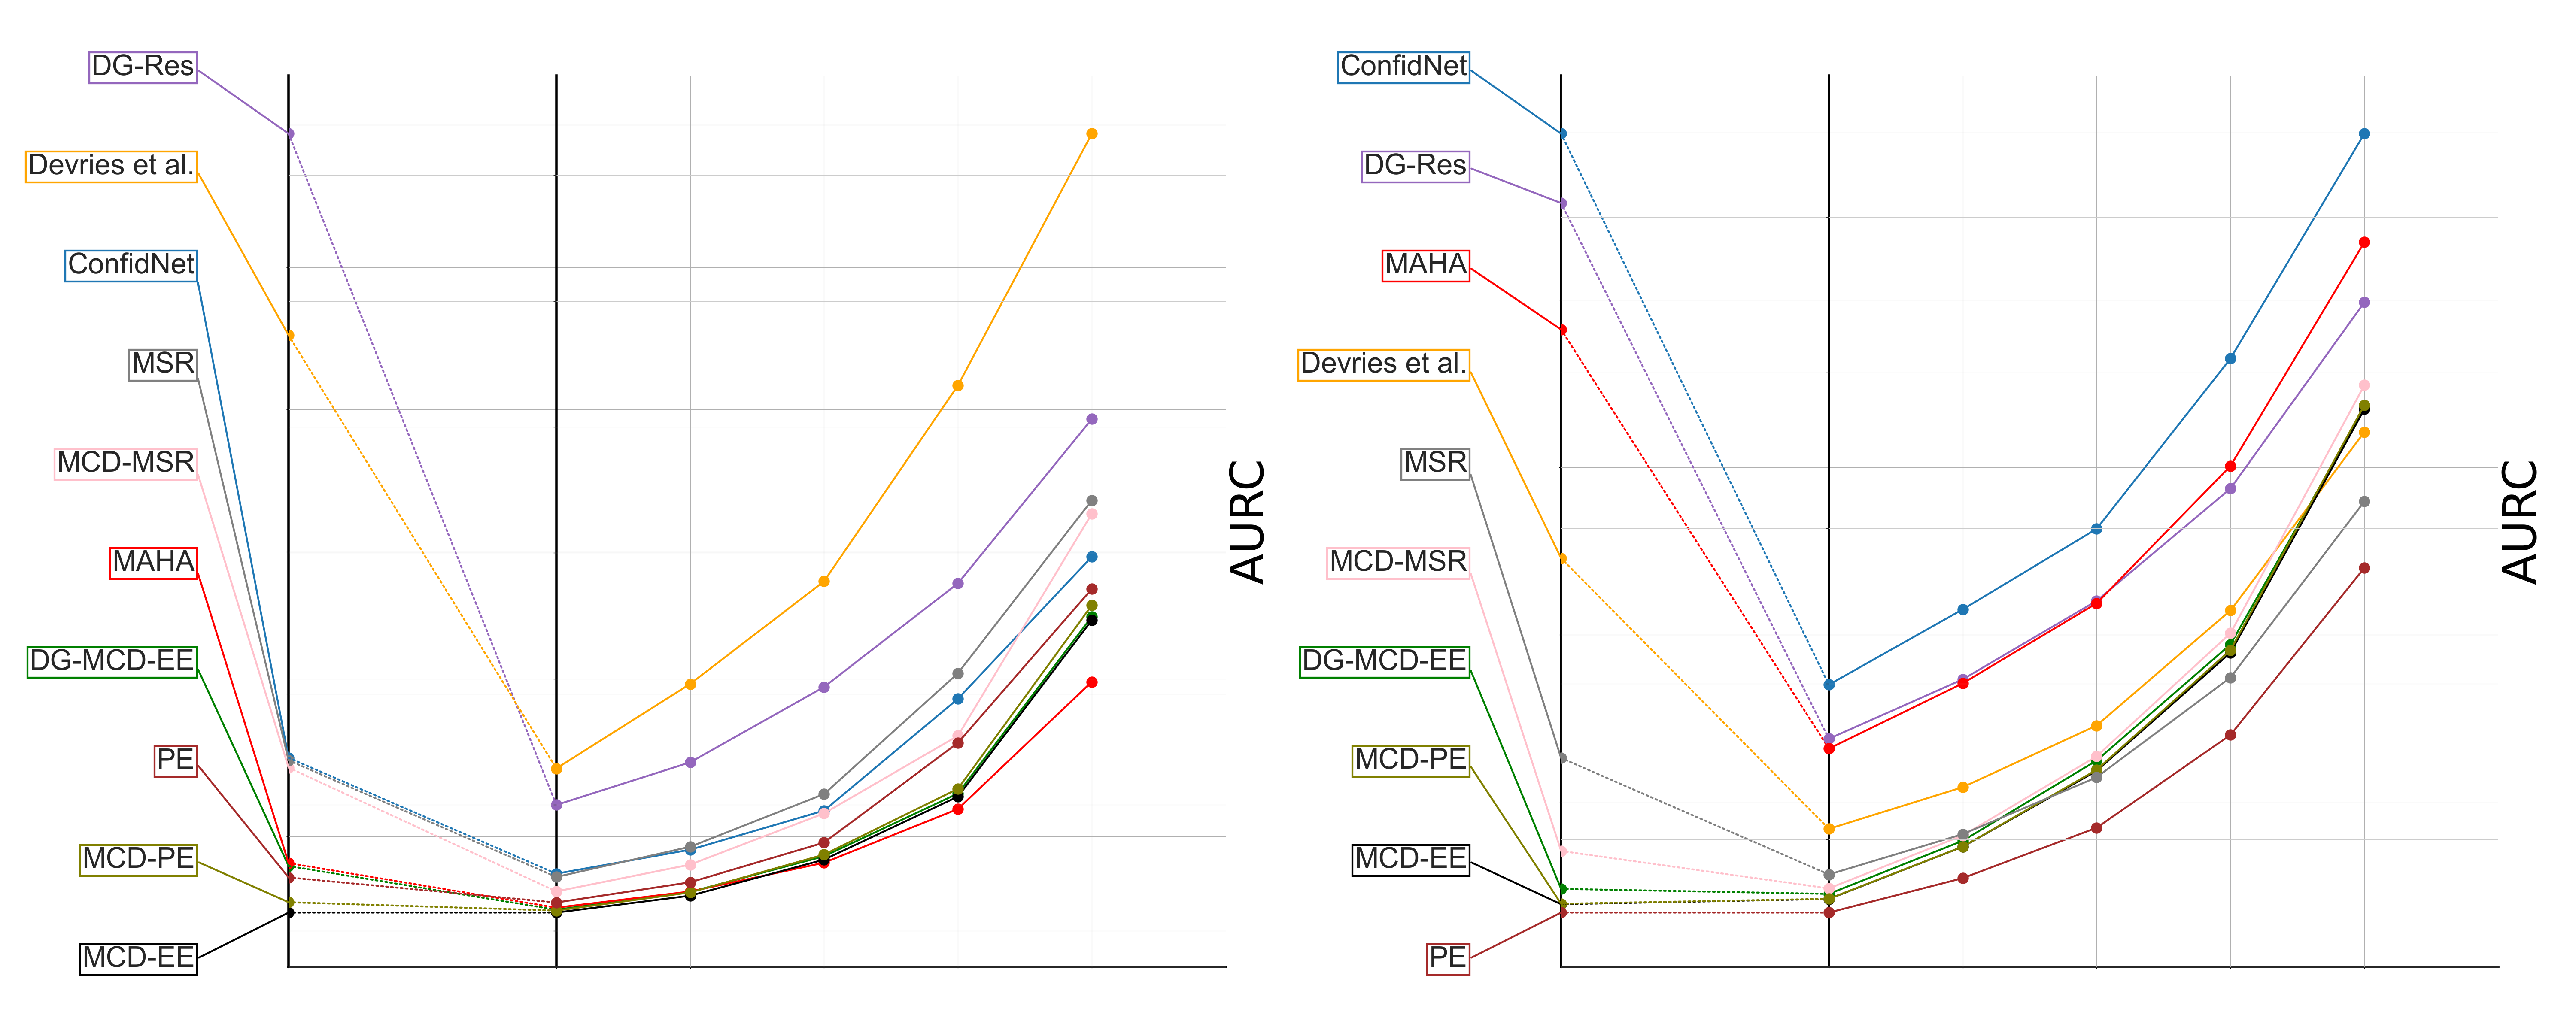 DG-Res
Devries et al.
ConfidNet
MSR
MCD-MSR
MAHA
DG-MCD-EE
PE
MCD-PE
MCD-EE
AURC
ConfidNet
DG-Res
MAHA
Devries et al.
MSR
MCD-MSR
DG-MCD-EE
MCD-PE
MCD-EE
PE
AURC